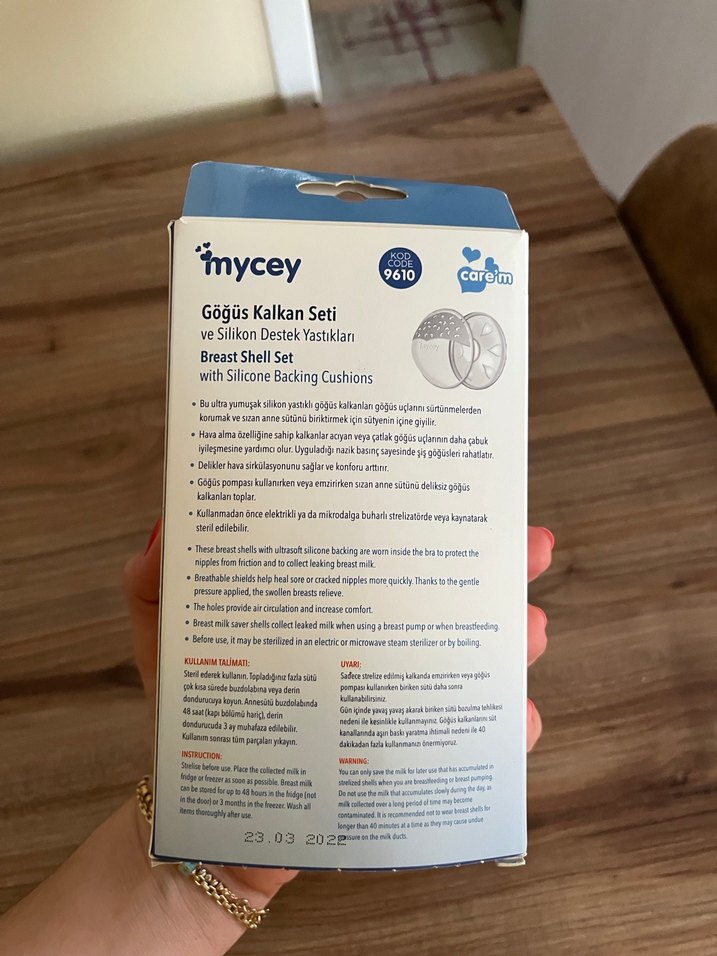 mycey
KOD
CODE
9610
care'm
Göğüs Kalkan Seti
ve Silikon Destek Yastıkları
Breast Shell Set
with Silicone Backing Cushions
• Bu ultra yumuşak silikon yastıklı göğüs kalkanları göğüs uçlarını sürtünmelerden
korumak ve sızan anne sütünü biriktirmek için sütyenin içine giyilir.
• Hava alma özelliğine sahip kalkanlar acıyan veya çatlak göğüs uçlarının daha çabuk
iyileşmesine yardımcı olur. Uyguladığı nazik basınç sayesinde şiş göğüsleri rahatlatır.
• Delikler hava sirkülasyonunu sağlar ve konforu arttırır.
• Göğüs pompası kullanırken veya emzirirken sızan anne sütünü deliksiz göğüs
kalkanları toplar.
• Kullanmadan önce elektrikli ya da mikrodalga buharlı strelizatörde veya kaynatarak
steril edilebilir.
• These breast shells with ultrasoft silicone backing are worn inside the bra to protect the
nipples from friction and to collect leaking breast milk.
• Breathable shields help heal sore or cracked nipples more quickly. Thanks to the gentle
pressure applied, the swollen breasts relieve.
• The holes provide air circulation and increase comfort.
• Breast milk saver shells collect leaked milk when using a breast pump or when breastfeeding.
• Before use, it may be sterilized in an electric or microwave steam sterilizer or by boiling.
KULLANIM TALİMATI:
Steril ederek kullanın. Topladığınız fazla sütü
çok kısa sürede buzdolabına veya derin
dondurucuya koyun. Annesütü buzdolabında
48 saat (kapı bölümü hariç), derin
dondurucuda 3 ay muhafaza edilebilir.
Kullanım sonrası tüm parçaları yıkayın.
INSTRUCTION:
Strelise before use. Place the collected milk in
fridge or freezer as soon as possible. Breast milk
can be stored for up to 48 hours in the fridge (not
in the door) or 3 months in the freezer. Wash all
items thoroughly after use.
UYARI:
Sadece strelize edilmiş kalkanda emzirirken veya göğüs
pompası kullanırken biriken sütü daha sonra
kullanabilirsiniz.
Gün içinde yavaş yavaş akarak biriken sütü bozulma tehlikesi
nedeni ile kesinlikle kullanmayınız. Göğüs kalkanlarını süt
kanallarında aşırı baskı yaratma ihtimali nedeni ile 40
dakikadan fazla kullanmanızı önermiyoruz.
WARNING:
You can only save the milk for later use that has accumulated in
strelized shells when you are breastfeeding or breast pumping.
Do not use the milk that accumulates slowly during the day, as
milk collected over a long period of time may become
contaminated. It is recommended not to wear breast shells for
longer than 40 minutes at a time as they may cause undue
pressure on the milk ducts.
23.03 2022